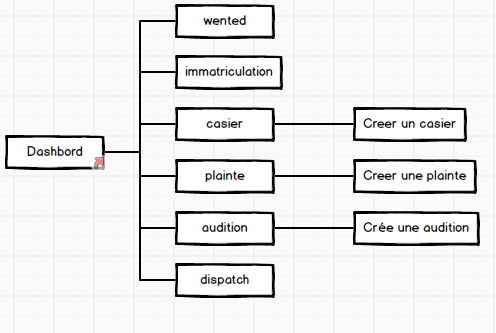 wented
immatriculation
casier
Creer un casier
Dashbord
plainte
Creer une plainte
audition
Crée une audition
dispatch